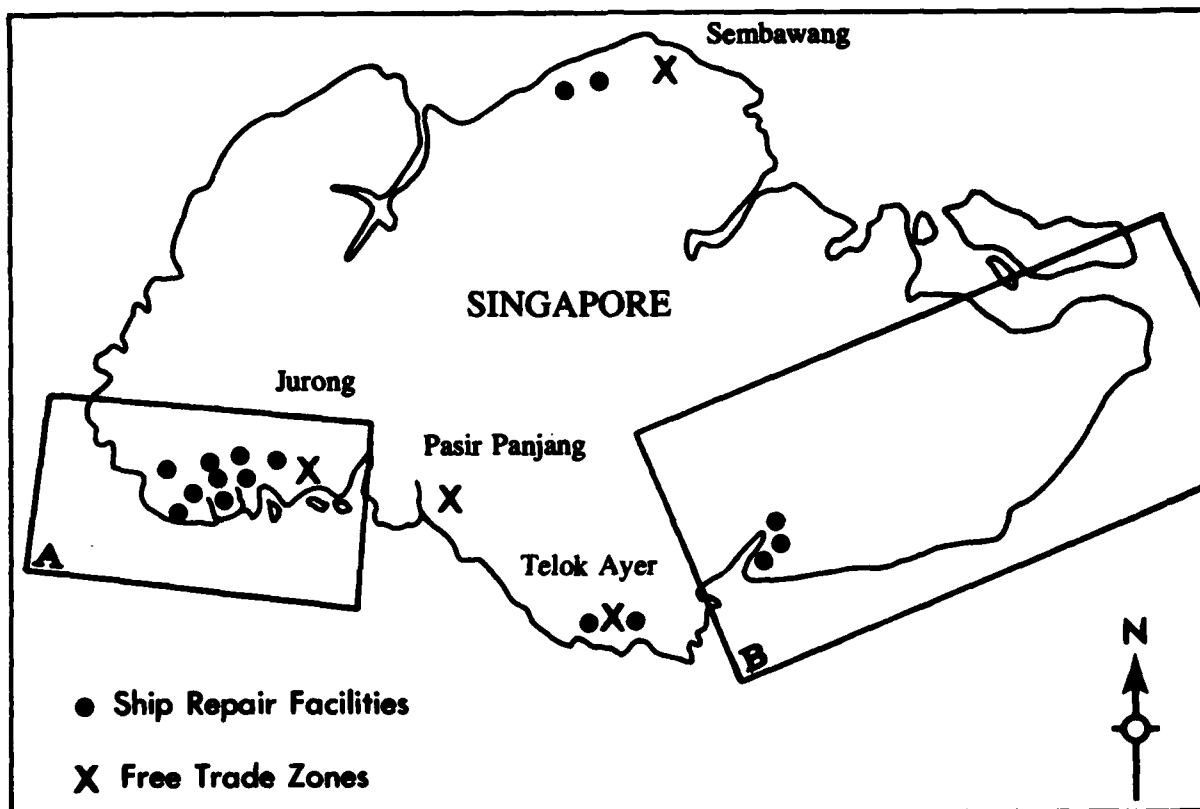 Sembawang
SINGAPORE
Jurong
Pasir Panjang
A
Telok Ayer
B
N
Ship Repair Facilities
X Free Trade Zones